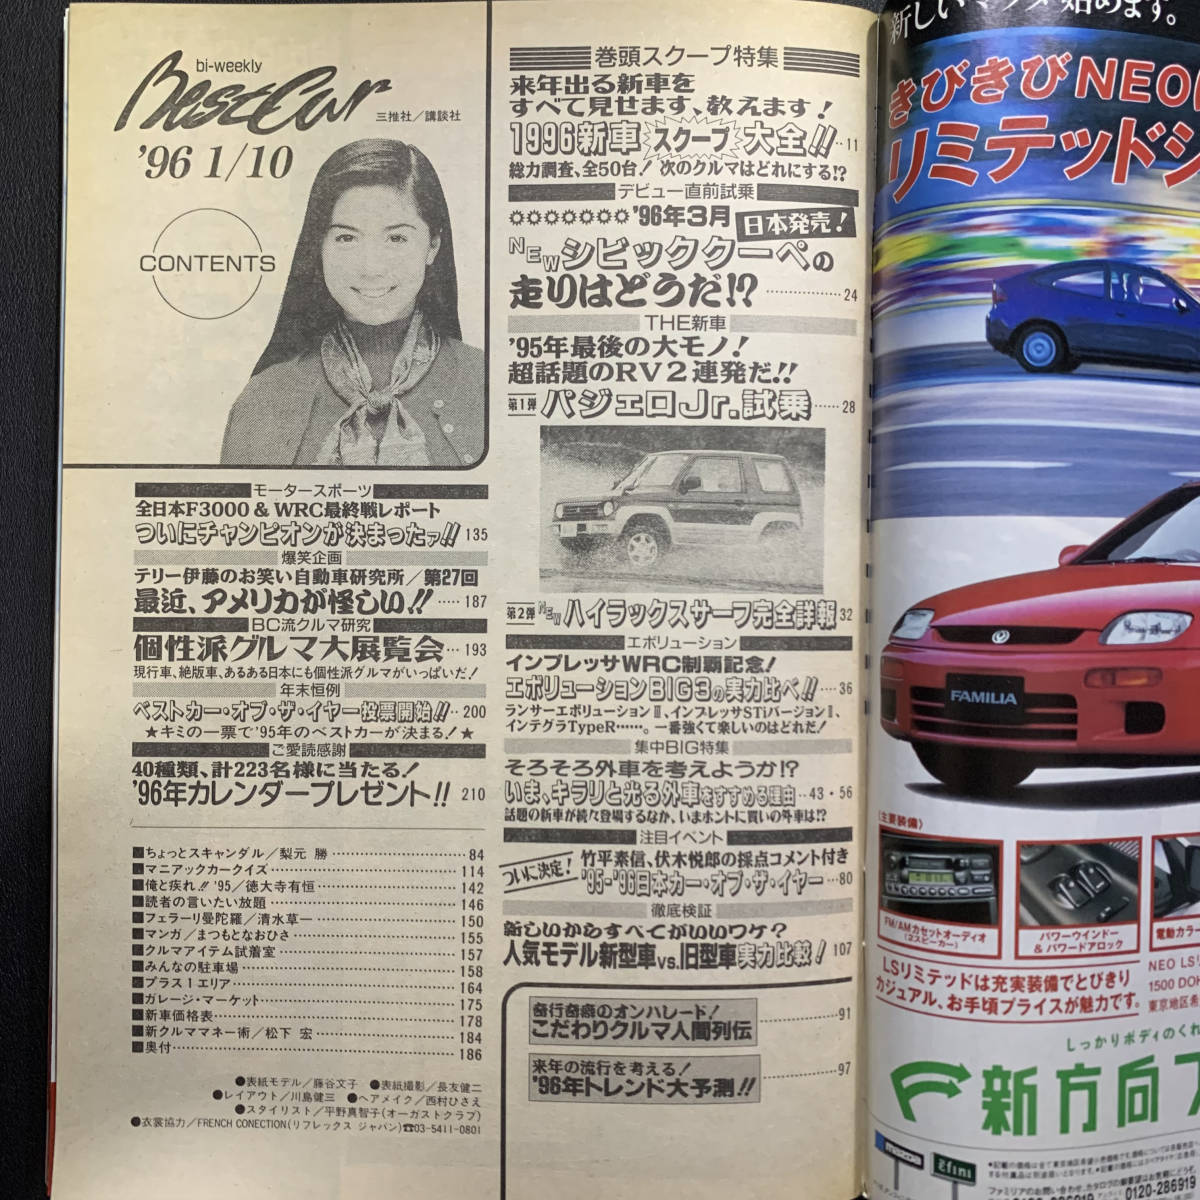 bi-weekly
Best Car
三推社／講談社
'96 1/10
CONTENTS
モータースポーツ
全日本F3000＆WRC最終戦レポート
ついにチャンピオンが決まったァ!! 135
爆笑企画
テリー伊藤のお笑い自動車研究所／第27回
最近、アメリカが怪しい!! ····· 187
BC流クルマ研究
個性派グルマ大展覧会 ···· 193
現行車、絶版車、あるある日本にも個性派グルマがいっぱいだ！
年末恒例
ベストカー・オブ・ザ・イヤー投票開始!! ·· 200
★キミの一票で'95年のベストカーが決まる！★
ご愛読感謝
40種類、計223名様に当たる！
'96年カレンダープレゼント!! 210
■ちょっとスキャンダル／梨元 勝 84
■マニアックカークイズ 114
■俺と疾れ!! '95／徳大寺有恒 142
■読者の言いたい放題 146
■フェラーリ曼陀羅／清水草一 150
■マンガ／まつもとなおひさ 155
■クルマアイテム試着室 157
■みんなの駐車場 158
■プラス1エリア 164
■ガレージ・マーケット 175
■新車価格表 178
■新クルママネー術／松下 宏 184
■奥付 186
●表紙モデル／藤谷文子 ●表紙撮影／長友健二
●レイアウト／川島健三 ●ヘアメイク／西村ひさえ
●スタイリスト／平野真智子(オーガストクラブ)
●衣裳協力／FRENCH CONECTION(リフレックス ジャパン)☎03-5411-0801
巻頭スクープ特集
来年出る新車を
すべて見せます、教えます！
1996新車スクープ大全!! ·· 11
総力調査、全50台！ 次のクルマはどれにする!?
デビュー直前試乗
'96年3月 日本発売！
NEWシビッククーペの
走りはどうだ!? 24
THE新車
'95年最後の大モノ！
超話題のRV2連発だ!!
第1弾 パジェロJr.試乗 ······ 28
第2弾 NEW ハイラックスサーフ完全詳報 32
エボリューション
インプレッサWRC制覇記念！
エボリューションBIG3の実力比べ!! ···· 36
ランサーエボリューションⅢ、インプレッサSTiバージョンⅡ、
インテグラTypeR……。一番強くて楽しいのはどれだ！
集中BIG特集
そろそろ外車を考えようか!?
いま、キラリと光る外車をすすめる理由 ·· 43・56
話題の新車が続々登場するなか、いまホントに買いの外車は!?
注目イベント
ついに決定！
竹平素信、伏木悦郎の採点コメント付き
'95-'96日本カー・オブ・ザ・イヤー ··· 80
徹底検証
新しいからすべてがいいワケ？
人気モデル新型車vs.旧型車実力比較！ 107
奇行奇癖のオンパレード！
こだわりクルマ人間列伝 91
来年の流行を考える！
'96年トレンド大予測!! 97
きびきびNEO
リミテッド
FAMILIA
(主要装備)
FM/AMカセットオーディオ
(2スピーカー)
パワーウインドー
＆パワードアロック
電動カラー
LSリミテッドは充実装備でとびきり
カジュアル、お手頃プライスが魅力です。
NEO LS
1500 DOH
東京地区希
しっかりボディのくれ
新方向
efini
0120-286919